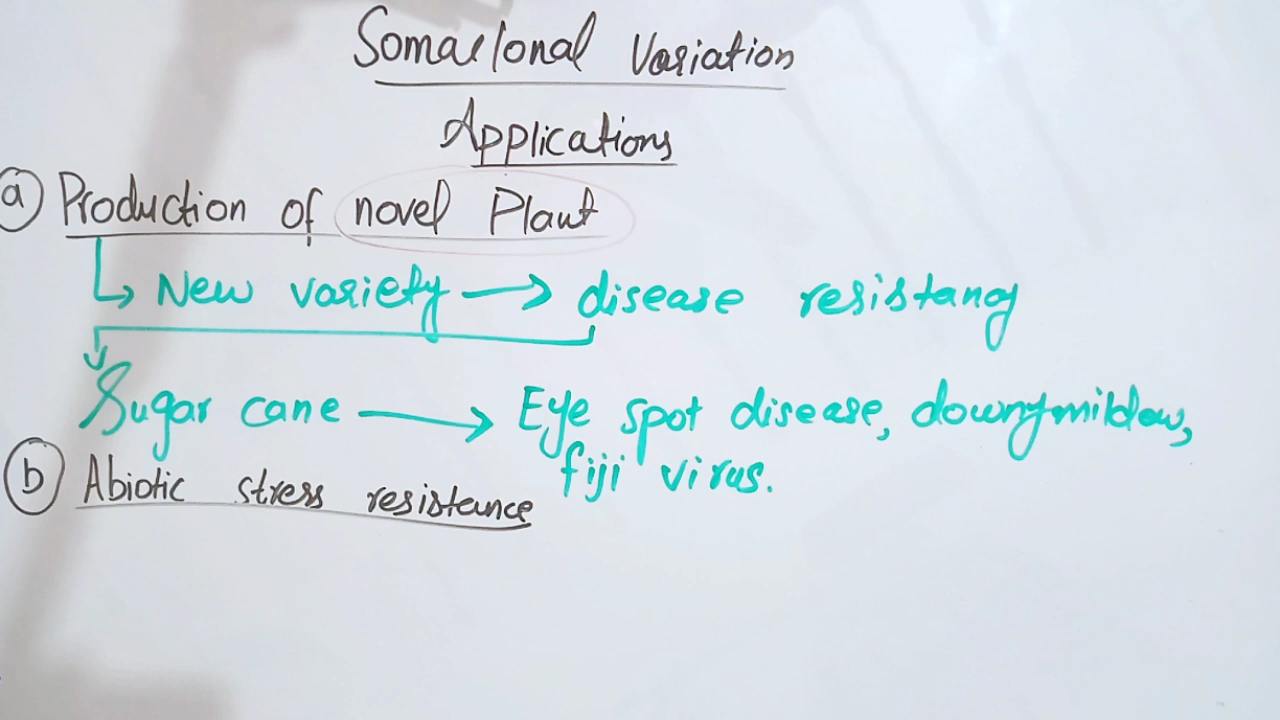 Somaclonal Variation
Applications
a Production of novel Plant
New variety → disease resistancy
Sugar cane → Eye spot disease, downymildew,
fiji virus.
b Abiotic stress resistance